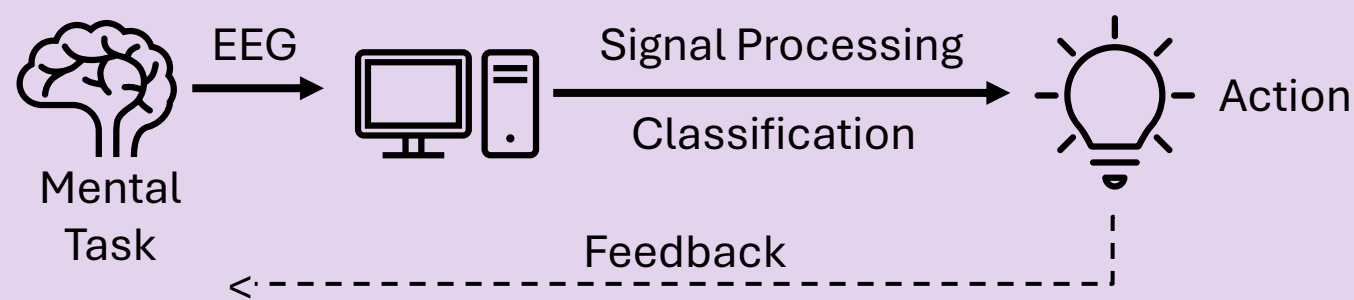 EEG
Signal Processing
Classification
Action
Mental
Task
Feedback